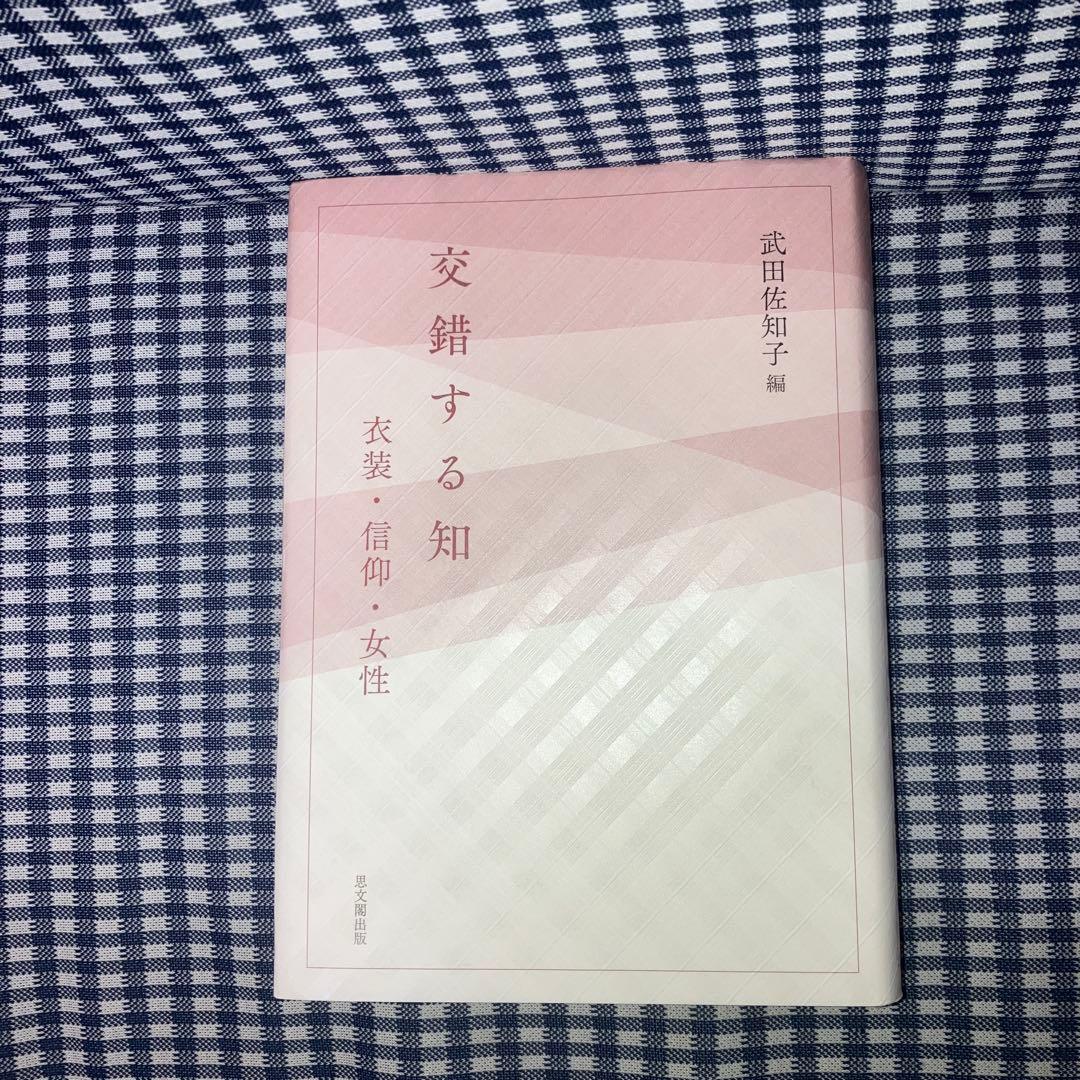 武田佐知子 編
交錯する知
衣装・信仰・女性
思文閣出版